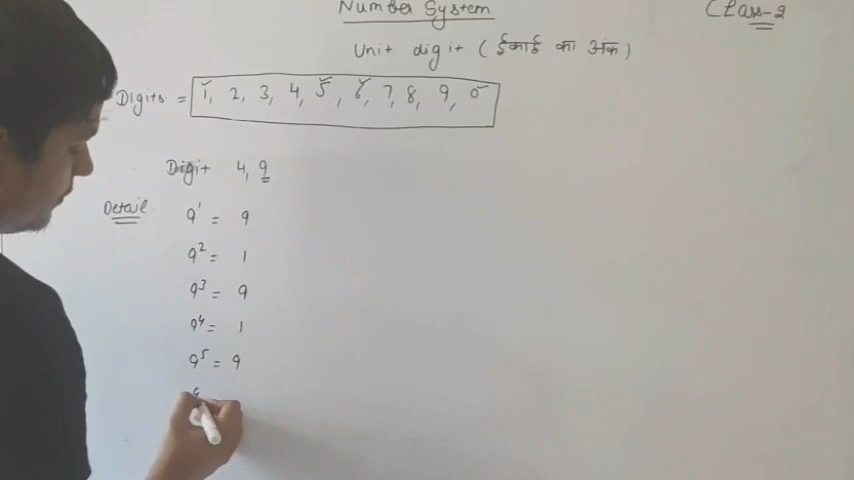 Number System
Class-2
Unit digit (ईकाई का अंक)
Digits = 1, 2, 3, 4, 5, 6, 7, 8, 9, 0
Digit 4, 9
Detail
9¹ = 9
9² = 1
9³ = 9
9⁴ = 1
9⁵ = 9